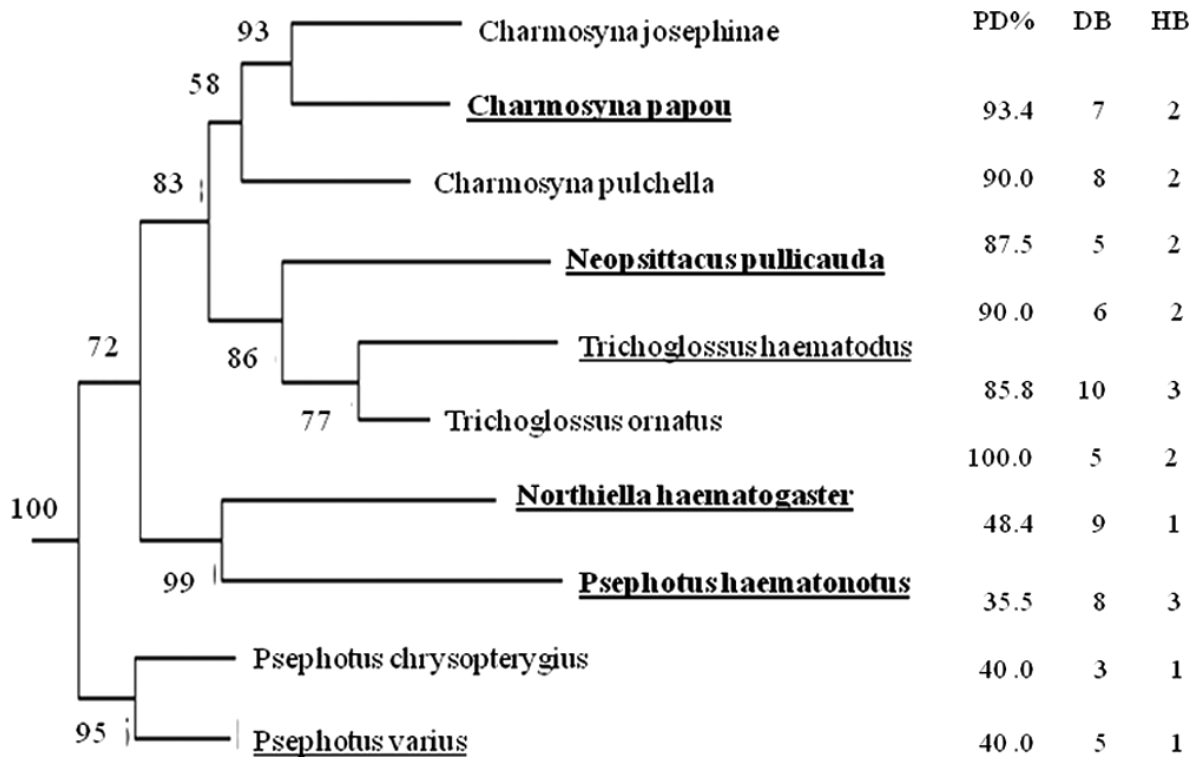 PD% DB HB
93 Charmosyna josephinae
58
Charmosyna papou 93.4 7 2
83 Charmosyna pulchella 90.0 8 2
Neopsittacus pullicauda 87.5 5 2
90 .0 6 2
72 86 Trichoglossus haematodus
85.8 10 3
77 Trichoglossus ornatus
100.0 5 2
100 Northiella haematogaster
48.4 9 1
99 Psephotus haematonotus
35.5 8 3
Psephotus chrysopterygius 40 .0 3 1
95 Psephotus varius 40 .0 5 1